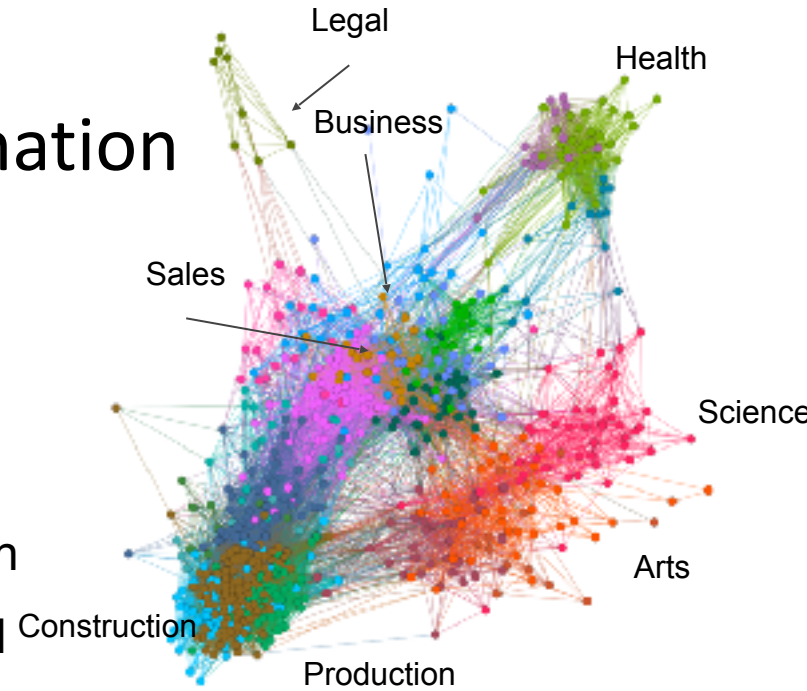 Legal
Health
Business
nation
Sales
Science
n
Arts
Construction
Production